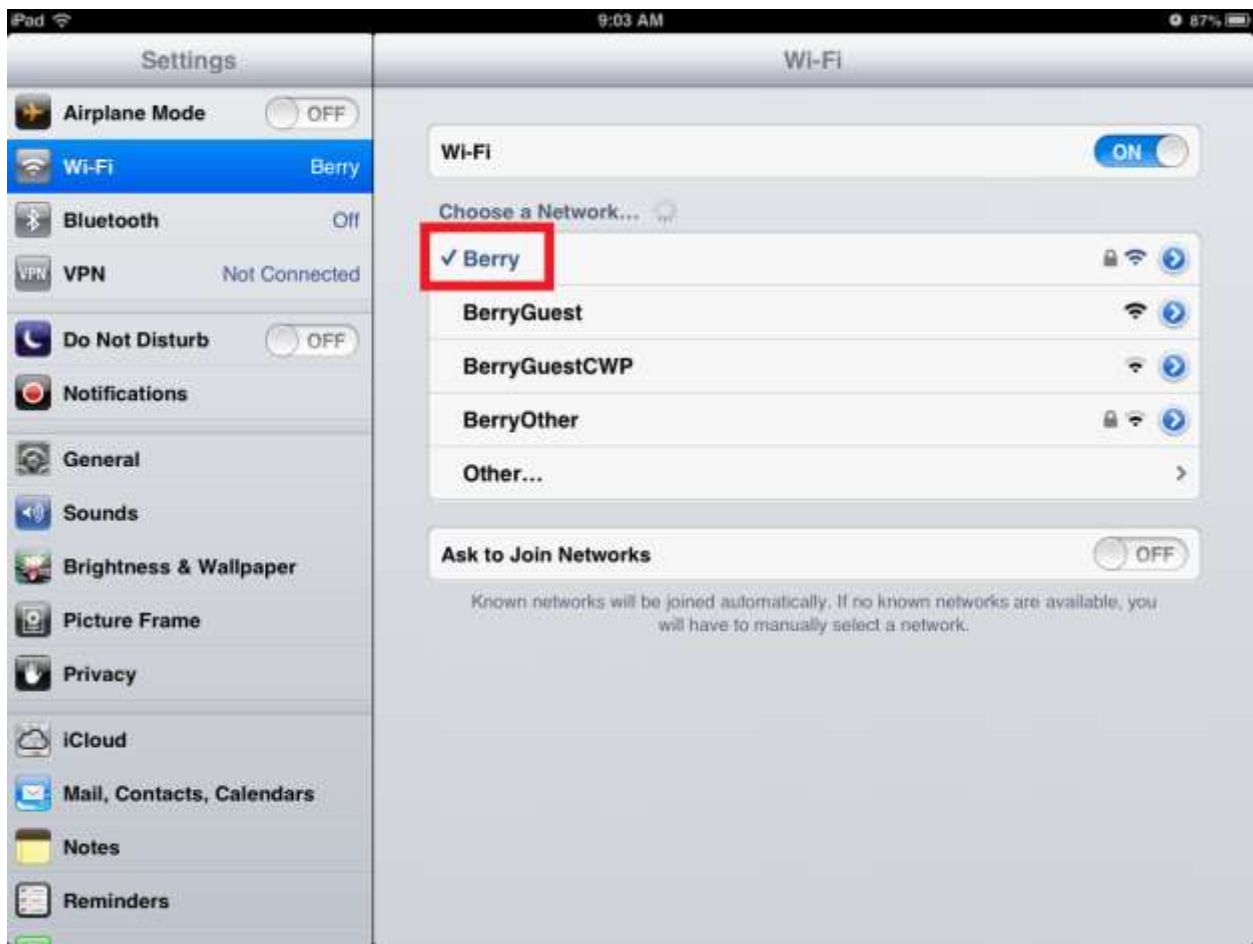 iPad 9:03 AM 87%
Settings
Wi-Fi
Airplane Mode OFF
Wi-Fi Berry
Bluetooth Off
VPN VPN Not Connected
Do Not Disturb OFF
Notifications
General
Sounds
Brightness & Wallpaper
Picture Frame
Privacy
iCloud
Mail, Contacts, Calendars
Notes
Reminders
Wi-Fi ON
Choose a Network...
✓ Berry
BerryGuest
BerryGuestCWP
BerryOther
Other...
Ask to Join Networks OFF
Known networks will be joined automatically. If no known networks are available, you
will have to manually select a network.